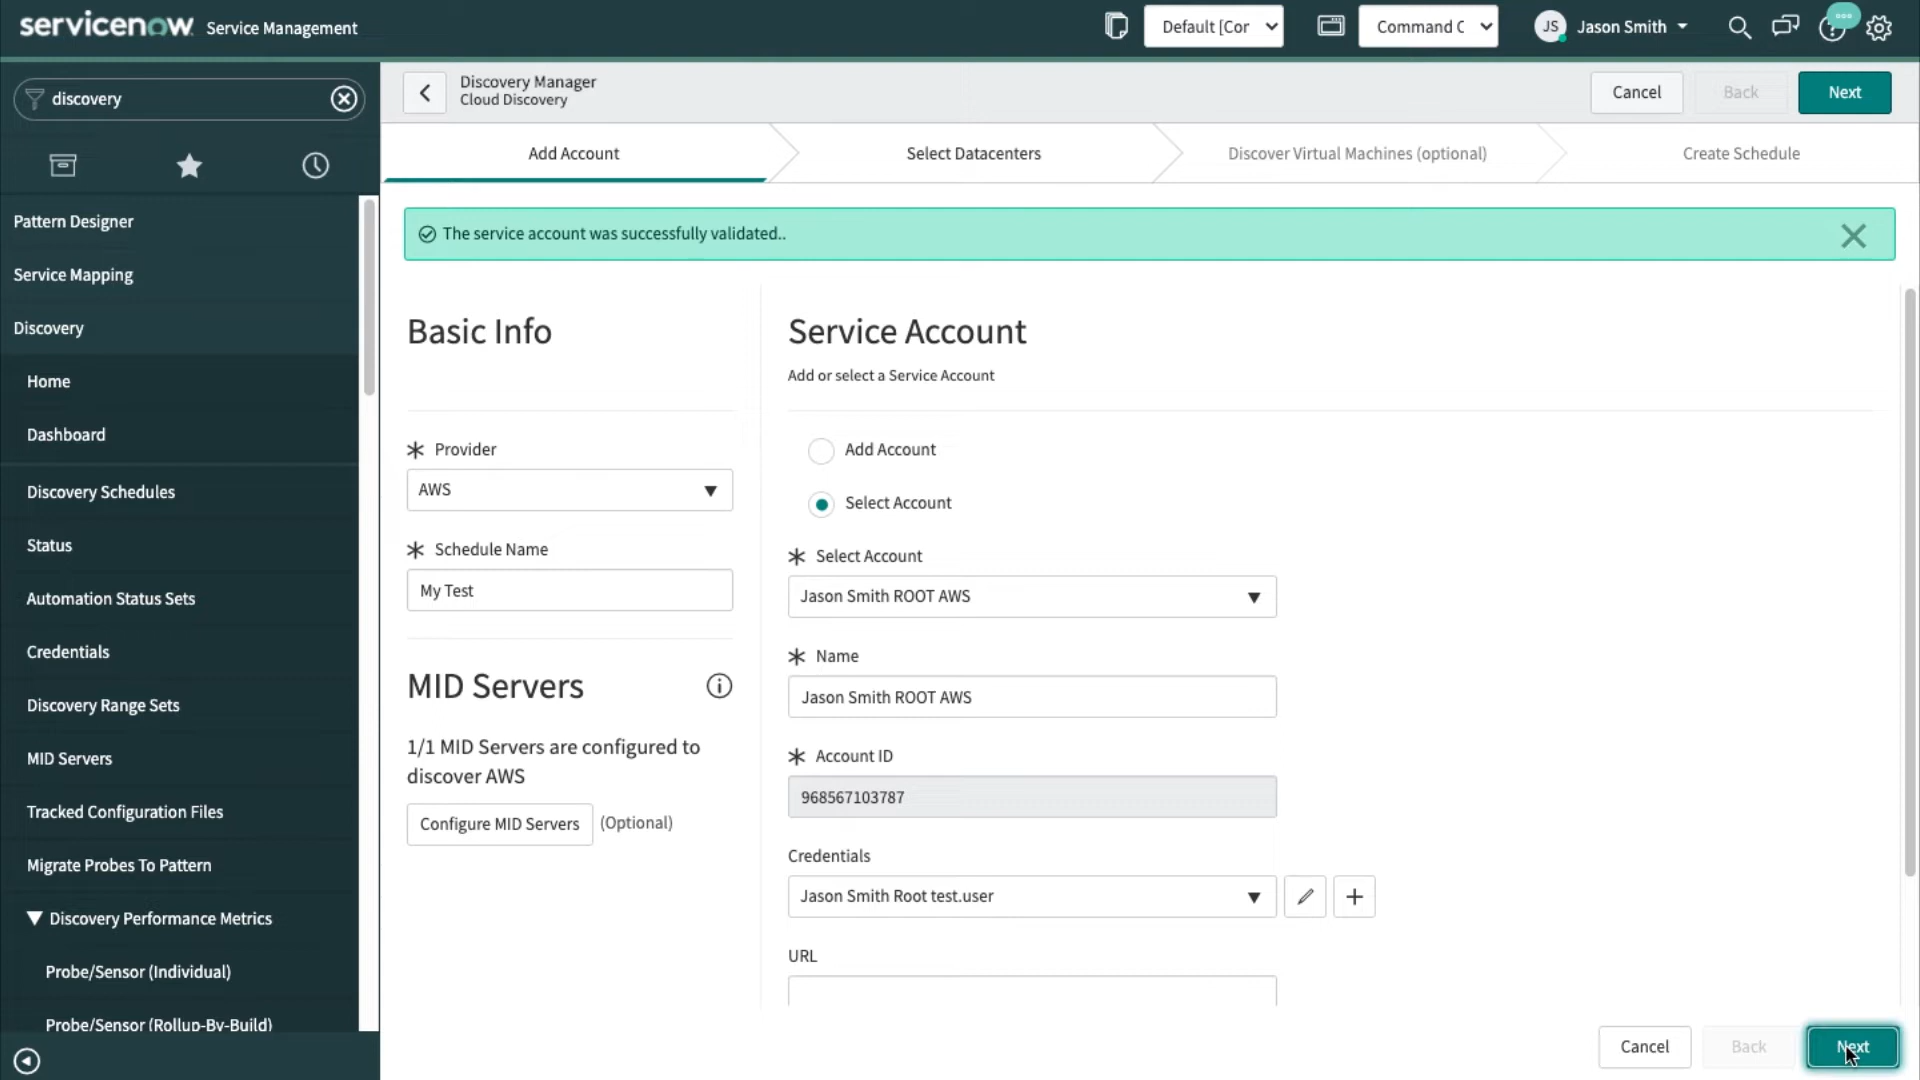 servicenow Service Management
Default [Cor
Command C
JS Jason Smith
discovery
Pattern Designer
Service Mapping
Discovery
Home
Dashboard
Discovery Schedules
Status
Automation Status Sets
Credentials
Discovery Range Sets
MID Servers
Tracked Configuration Files
Migrate Probes To Pattern
Discovery Performance Metrics
Probe/Sensor (Individual)
Probe/Sensor (Rollup-By-Build)
Discovery Manager
Cloud Discovery
Cancel Back Next
Add Account Select Datacenters Discover Virtual Machines (optional) Create Schedule
The service account was successfully validated..
Basic Info
Provider
AWS
Schedule Name
My Test
MID Servers
1/1 MID Servers are configured to
discover AWS
Configure MID Servers (Optional)
Service Account
Add or select a Service Account
Add Account
Select Account
Select Account
Jason Smith ROOT AWS
Name
Jason Smith ROOT AWS
Account ID
968567103787
Credentials
Jason Smith Root test.user
URL
Cancel Back Next